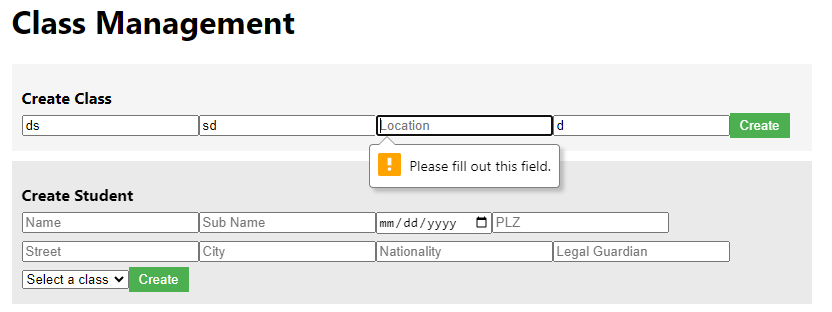 Class Management
Create Class
ds sd Location d Create
! Please fill out this field.
Create Student
Name Sub Name mm/dd/yyyy PLZ
Street City Nationality Legal Guardian
Select a class Create